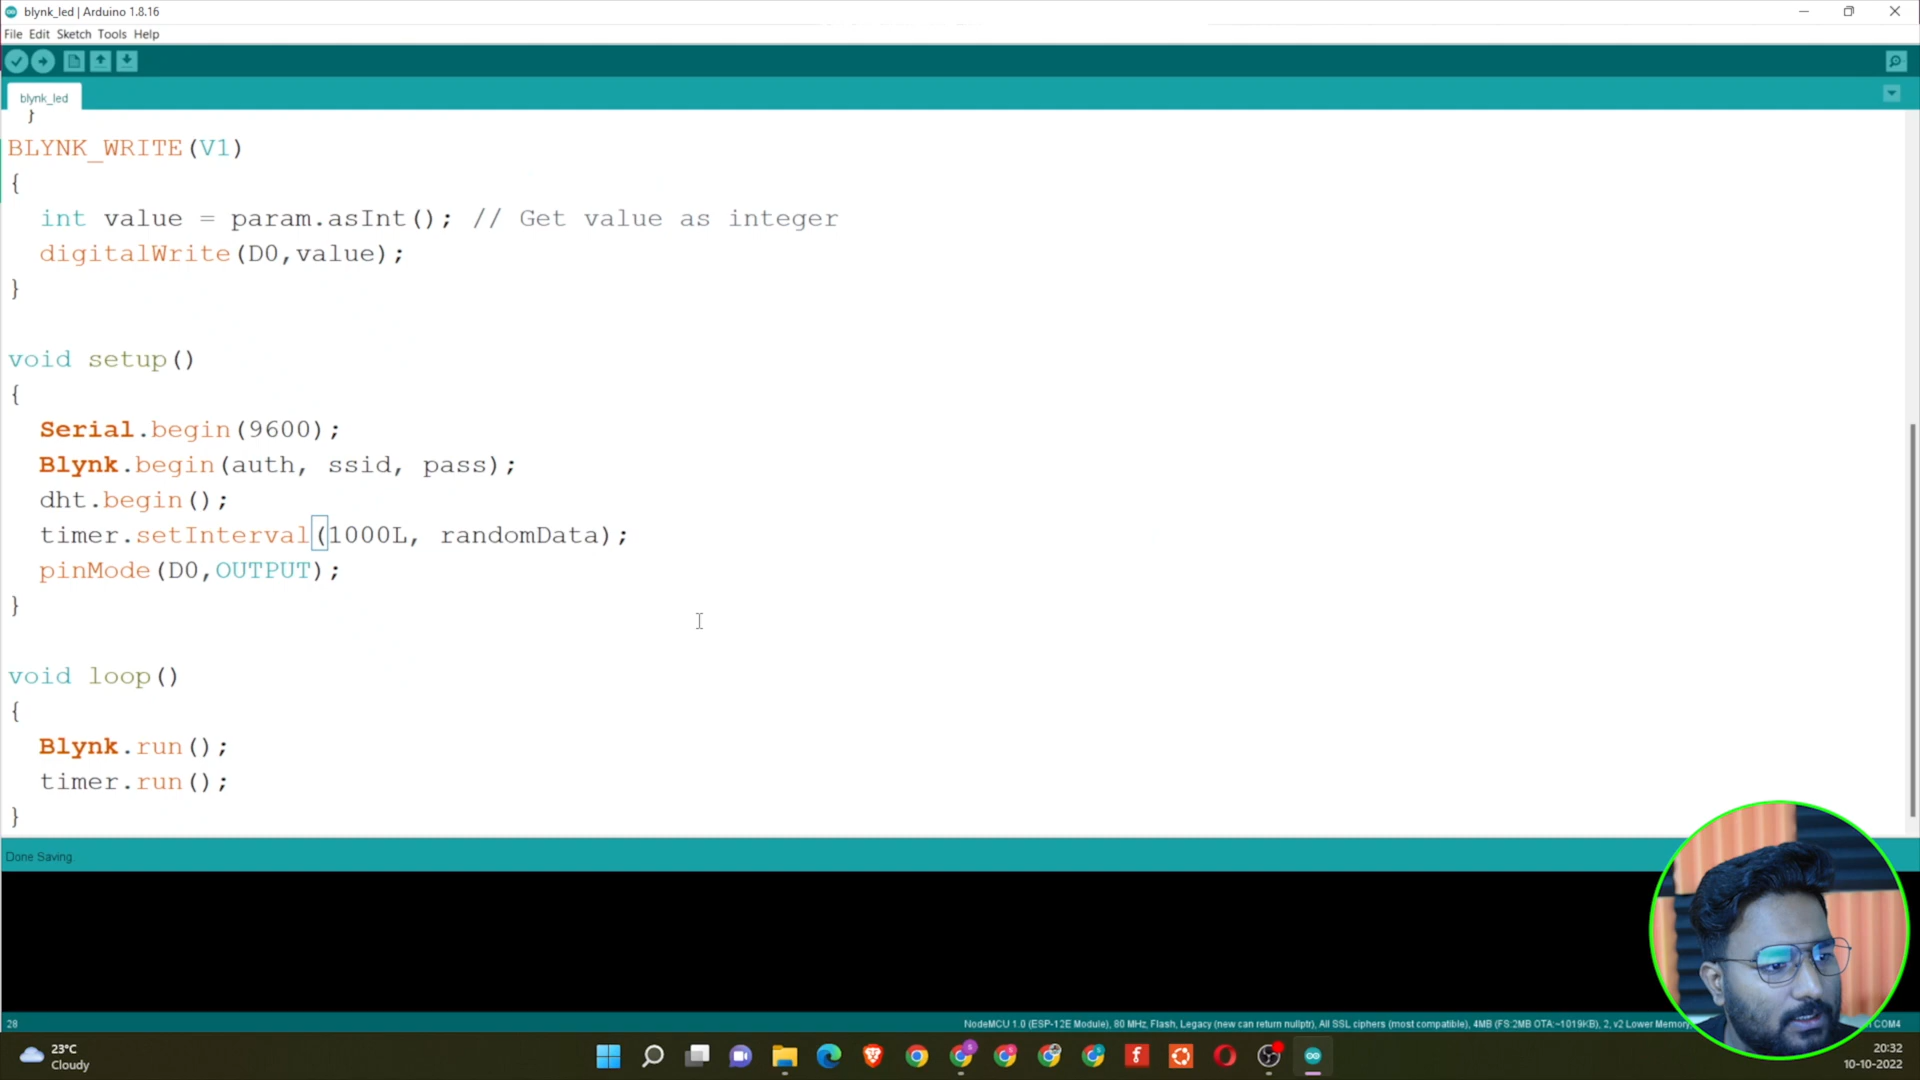 blynk_led | Arduino 1.8.16
File Edit Sketch Tools Help
blynk_led
}
BLYNK_WRITE(V1)
{
int value = param.asInt(); // Get value as integer
digitalWrite(D0,value);
}
void setup()
{
Serial.begin(9600);
Blynk.begin(auth, ssid, pass);
dht.begin();
timer.setInterval(1000L, randomData);
pinMode(D0,OUTPUT);
}
void loop()
{
Blynk.run();
timer.run();
}
Done Saving.
28
NodeMCU 1.0 (ESP-12E Module), 80 MHz, Flash, Legacy (new can return nullptr), All SSL ciphers (most compatible), 4MB (FS:2MB OTA:~1019KB), 2, v2 Lower Memory, COM4
23°C
Cloudy
20:32
10-10-2022